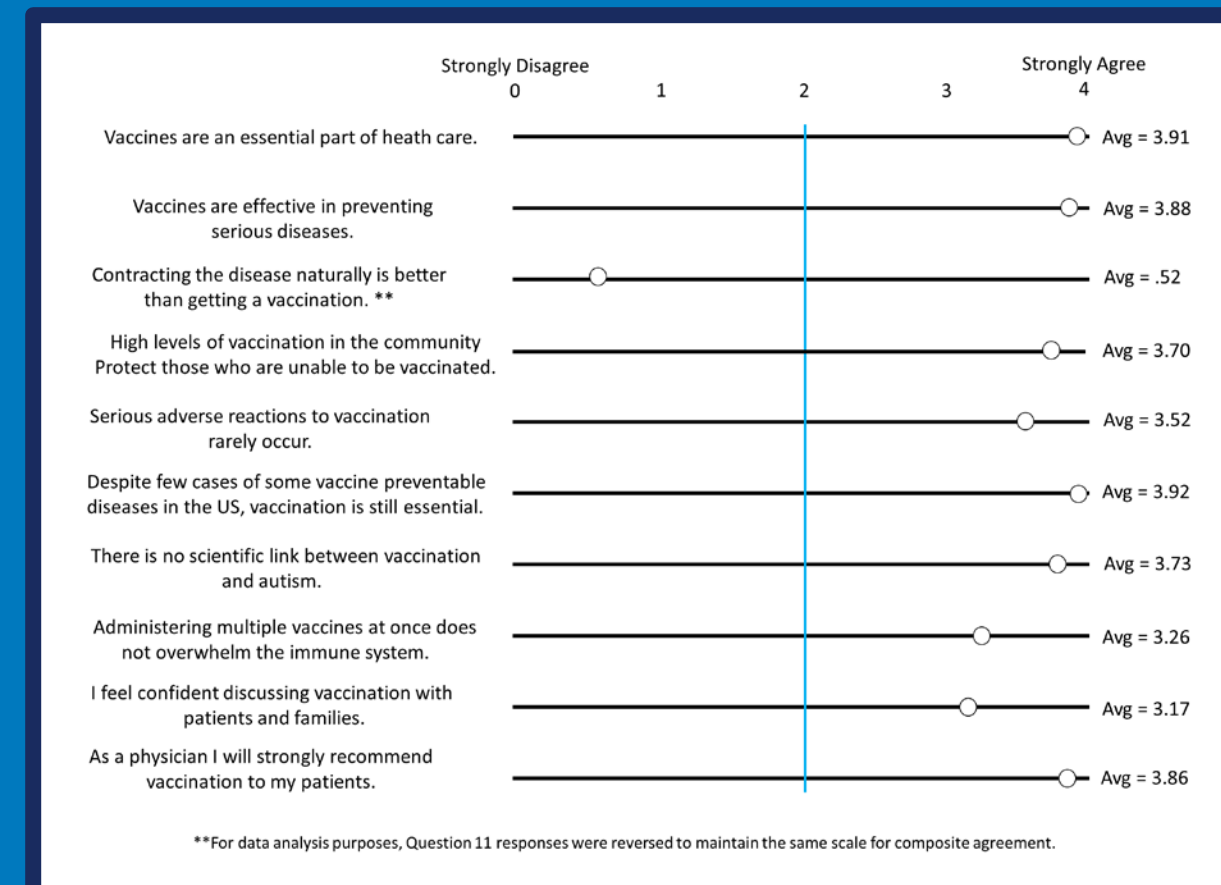 Strongly Disagree
Strongly Agree
0 1 2 3 4
Vaccines are an essential part of heath care.
Avg = 3.91
Vaccines are effective in preventing
serious diseases.
Avg = 3.88
Contracting the disease naturally is better
than getting a vaccination. **
Avg = .52
High levels of vaccination in the community
Protect those who are unable to be vaccinated.
Avg = 3.70
Serious adverse reactions to vaccination
rarely occur.
Avg = 3.52
Despite few cases of some vaccine preventable
diseases in the US, vaccination is still essential.
Avg = 3.92
There is no scientific link between vaccination
and autism.
Avg = 3.73
Administering multiple vaccines at once does
not overwhelm the immune system.
Avg = 3.26
I feel confident discussing vaccination with
patients and families.
Avg = 3.17
As a physician I will strongly recommend
vaccination to my patients.
Avg = 3.86
**For data analysis purposes, Question 11 responses were reversed to maintain the same scale for composite agreement.